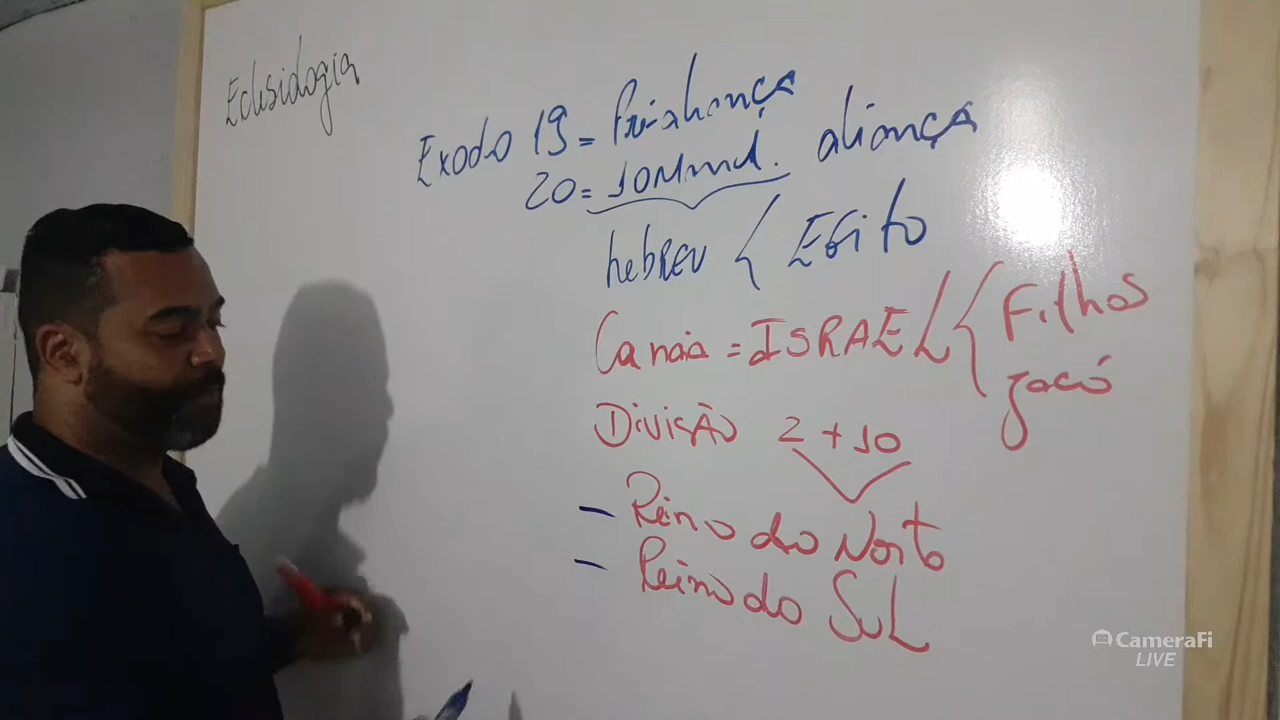 Eclesiologia
Exodo 19 = Pré-aliança
20 = 10 Mand. aliança
hebreu { Egito
Canaã = ISRAEL { Filhos
Jacó
Divisão 2 + 10
- Reino do Norte
- Reino do Sul
CameraFi
LIVE